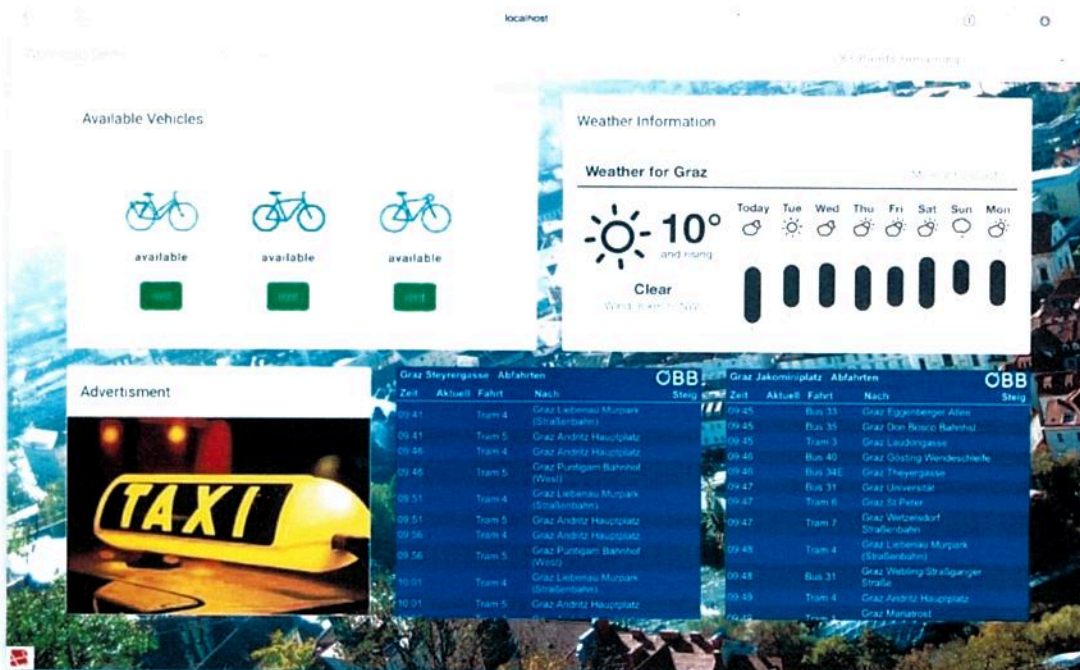 localhost
Available Vehicles
available
available
available
Weather Information
Weather for Graz
10°
and rising
Clear
Today Tue Wed Thu Fri Sat Sun Mon
Advertisment
TAXI
Graz Steyrergasse Abfahrten ÖBB
Zeit Aktuell Fahrt Nach Steig
09:41 Tram 4 Graz Liebenau Murpark
(Straßenbahn)
09:41 Tram 5 Graz Andritz Hauptplatz
09:46 Tram 4 Graz Andritz Hauptplatz
09:46 Tram 5 Graz Puntigam Bahnhof
(West)
09:51 Tram 4 Graz Liebenau Murpark
(Straßenbahn)
09:51 Tram 5 Graz Andritz Hauptplatz
09:56 Tram 4 Graz Andritz Hauptplatz
09:56 Tram 5 Graz Puntigam Bahnhof
(West)
10:01 Tram 4 Graz Liebenau Murpark
(Straßenbahn)
10:01 Tram 5 Graz Andritz Hauptplatz
Graz Jakominiplatz Abfahrten ÖBB
Zeit Aktuell Fahrt Nach Steig
09:45 Bus 33 Graz Eggenberger Allee
09:45 Bus 35 Graz Don Bosco Bahnhst
09:45 Tram 3 Graz Laudongasse
09:46 Bus 40 Graz Gösting Wendeschleife
09:46 Bus 34E Graz Theyergasse
09:47 Bus 31 Graz Universität
09:47 Tram 6 Graz St.Peter
09:47 Tram 7 Graz Wetzelsdorf
Straßenbahn
09:48 Tram 4 Graz Liebenau Murpark
(Straßenbahn)
09:48 Bus 31 Graz Webling Straßganger
Straße
09:49 Tram 4 Graz Andritz Hauptplatz
Graz Mariatrost